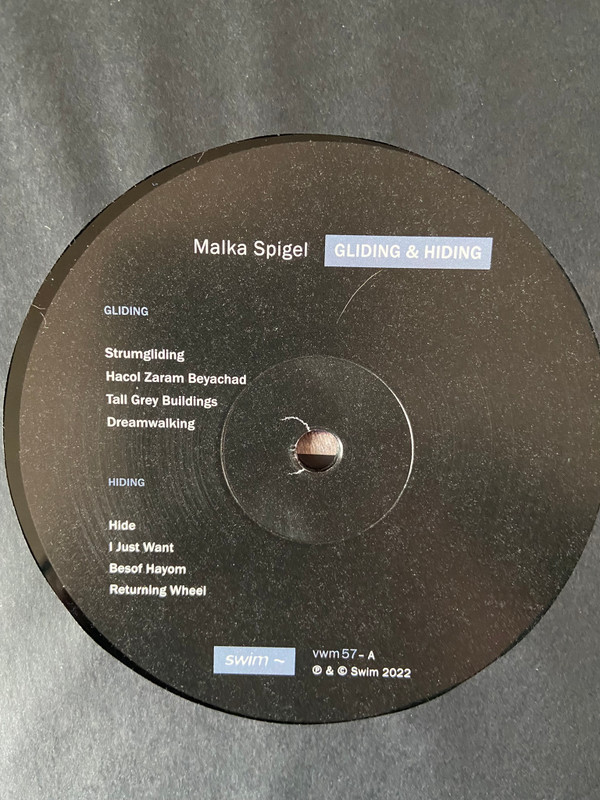 Malka Spigel GLIDING & HIDING
GLIDING
Strumgliding
Hacol Zaram Beyachad
Tall Grey Buildings
Dreamwalking
HIDING
Hide
I Just Want
Besof Hayom
Returning Wheel
swim ~ vwm 57 - A
℗ & © Swim 2022